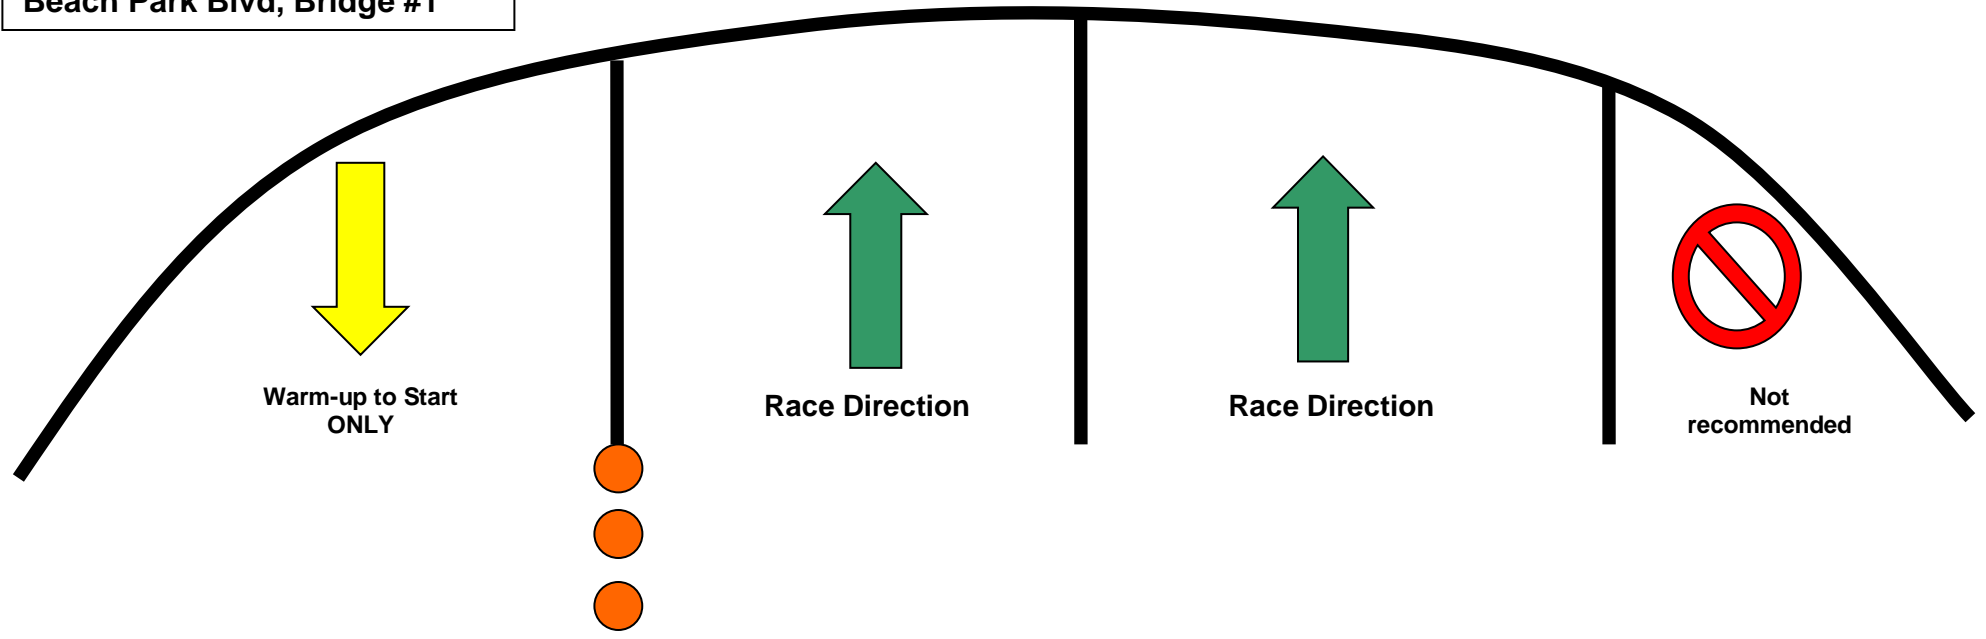 Beach Park Blvd, Bridge #1
Warm-up to Start
ONLY
Race Direction
Race Direction
Not
recommended